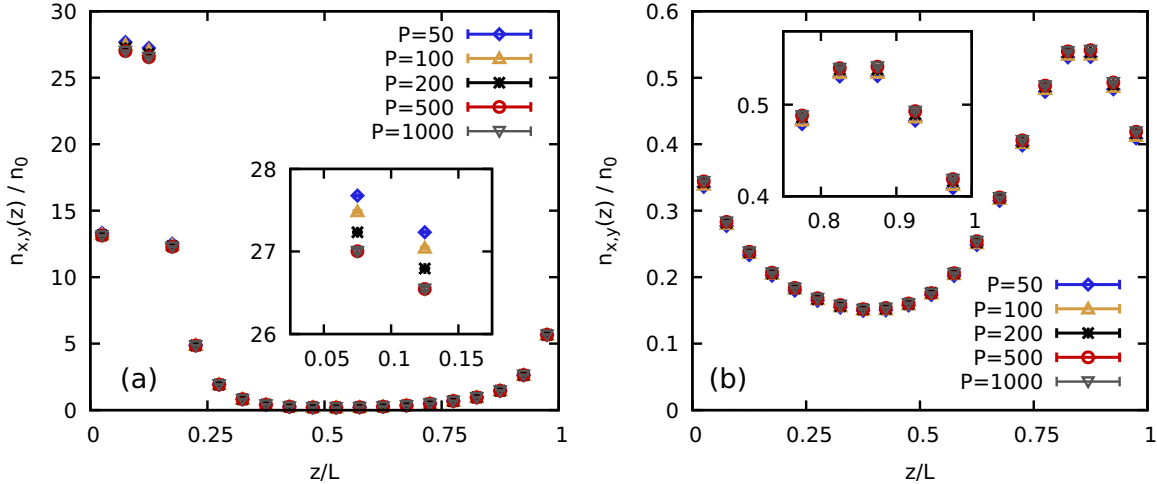 30
25
20
15
10
5
0
0
0.25
0.5
0.75
1
z/L
n_{x,y}(z) / n_0
P=50
P=100
P=200
P=500
P=1000
28
27
26
0.05
0.1
0.15
(a)
0.6
0.5
0.4
0.3
0.2
0.1
0
0
0.25
0.5
0.75
1
z/L
n_{x,y}(z) / n_0
0.5
0.4
0.8
0.9
1
P=50
P=100
P=200
P=500
P=1000
(b)